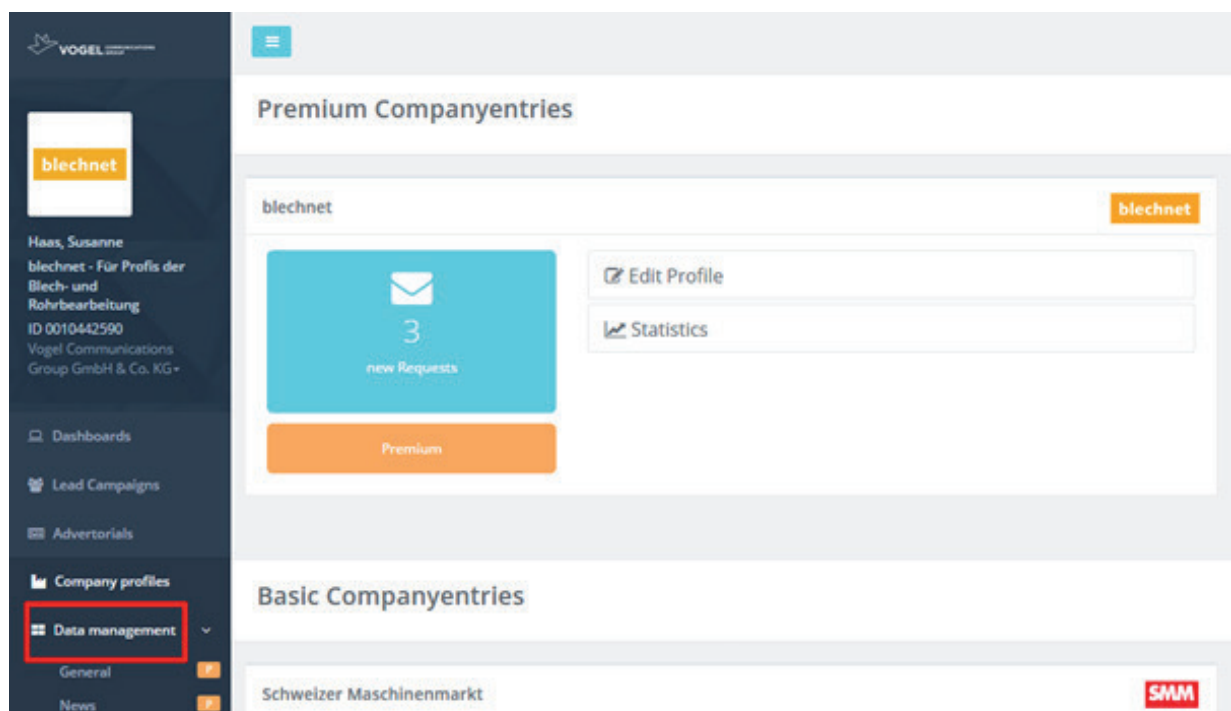 VOGEL COMMUNICATIONS GROUP
blechnet
Haas, Susanne
blechnet - Für Profis der
Blech- und
Rohrbearbeitung
ID 0010442590
Vogel Communications
Group GmbH & Co. KG
Dashboards
Lead Campaigns
Advertorials
Company profiles
Data management
General P
News P
Premium Companyentries
blechnet
blechnet
3
new Requests
Premium
Edit Profile
Statistics
Basic Companyentries
Schweizer Maschinenmarkt
SMM